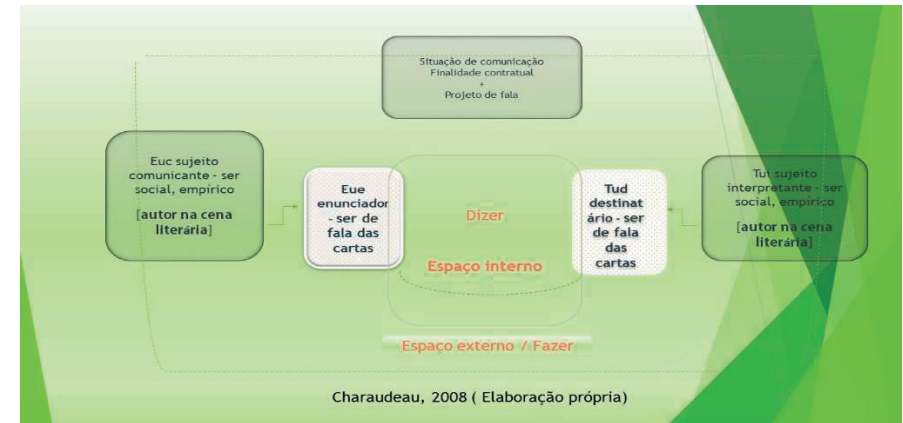 Situação de comunicação
Finalidade contratual
+
Projeto de fala
Euc sujeito
comunicante - ser
social, empírico
[autor na cena
literária]
Eue
enunciador
- ser de
fala das
cartas
Dizer
Espaço interno
Tud
destinat
ário - ser
de fala
das
cartas
Tui sujeito
interpretante - ser
social, empírico
[autor na cena
literária]
Espaço externo / Fazer
Charaudeau, 2008 ( Elaboração própria)